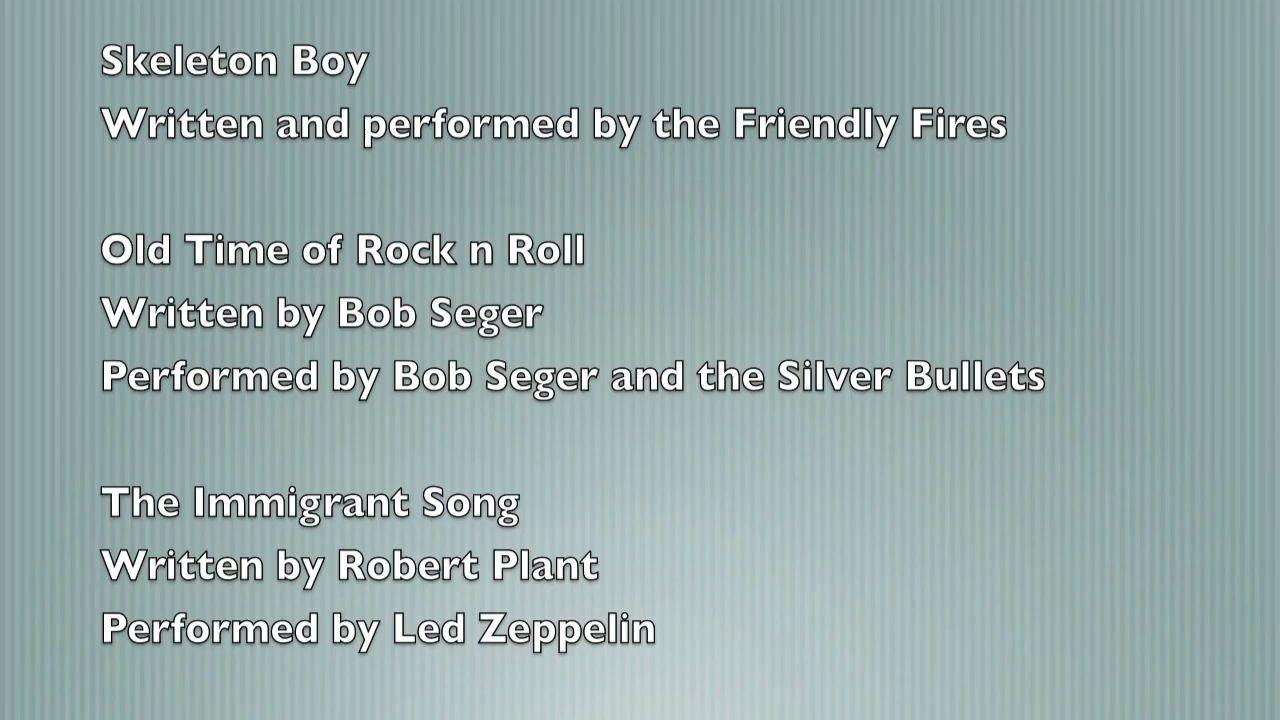 Skeleton Boy
Written and performed by the Friendly Fires
Old Time of Rock n Roll
Written by Bob Seger
Performed by Bob Seger and the Silver Bullets
The Immigrant Song
Written by Robert Plant
Performed by Led Zeppelin